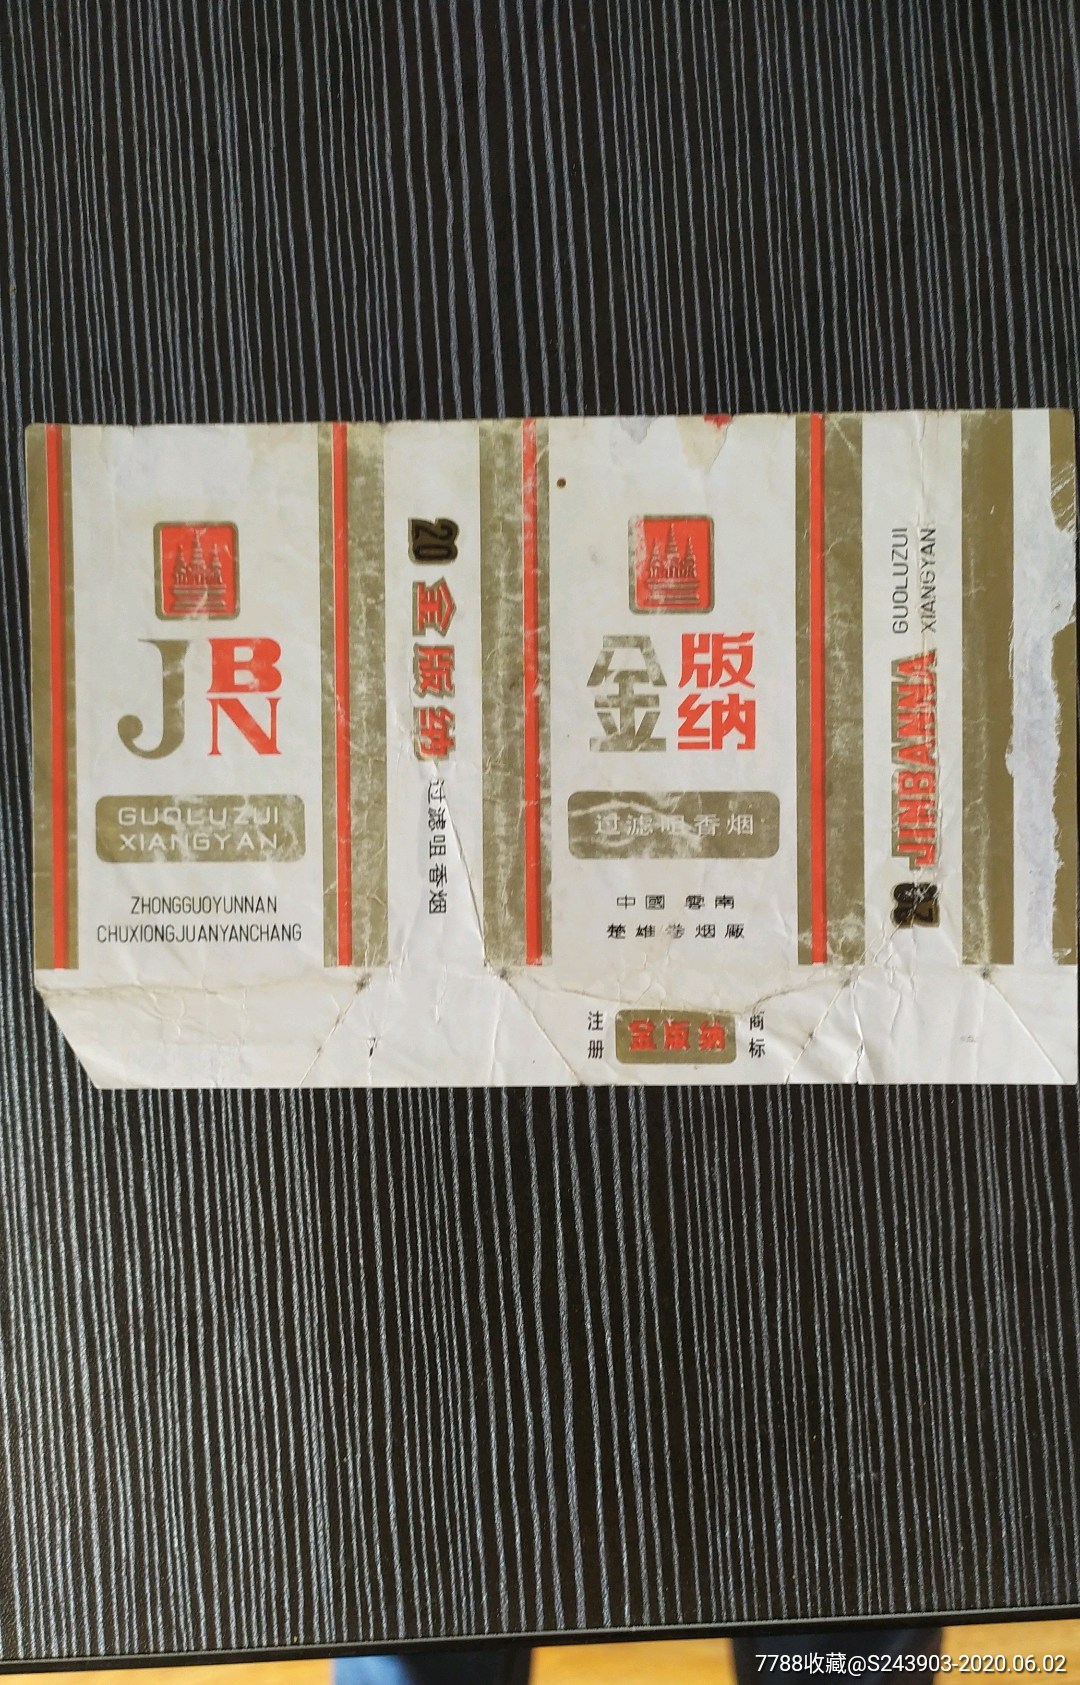 JBN
GUOLUZUI
XIANGYAN
ZHONGGUOYUNNAN
CHUXIONGJUANYANCHANG
20 金版纳 过滤咀香烟
金版纳
过滤咀香烟
中國 雲南
楚雄卷烟厰
注册 金版纳 商标
20 JINBANNA GUOLUZUI
XIANGYAN
7788收藏@S243903-2020.06.02